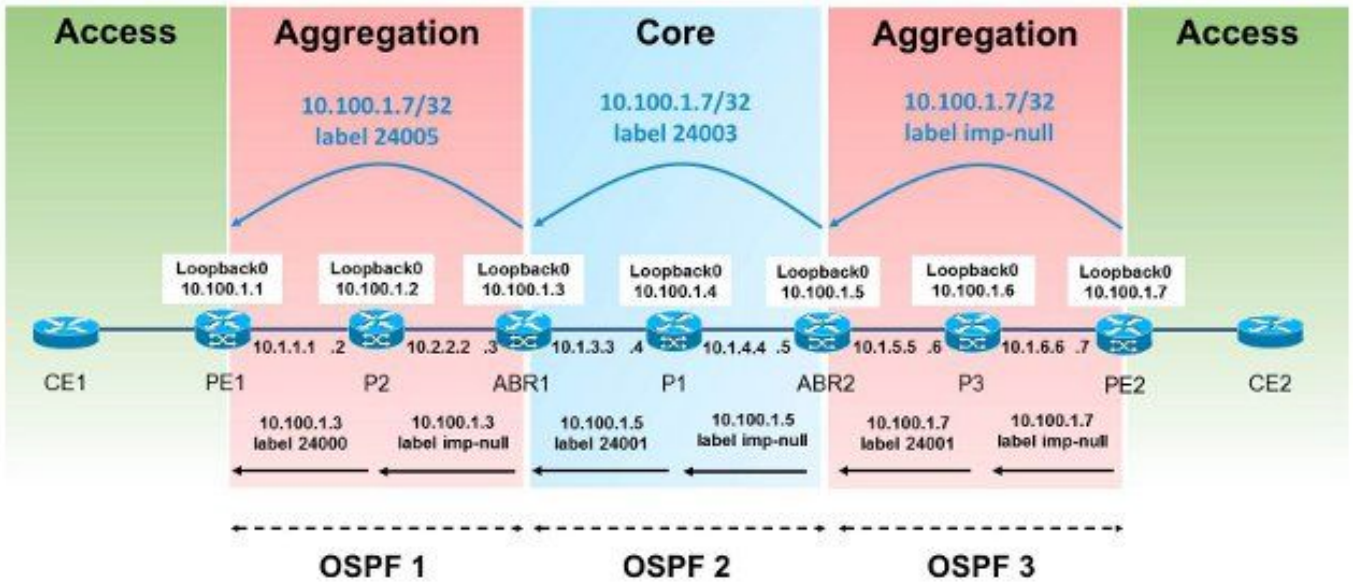 Access
Aggregation
Core
Aggregation
Access
10.100.1.7/32
label 24005
10.100.1.7/32
label 24003
10.100.1.7/32
label imp-null
Loopback0
10.100.1.1
Loopback0
10.100.1.2
Loopback0
10.100.1.3
Loopback0
10.100.1.4
Loopback0
10.100.1.5
Loopback0
10.100.1.6
Loopback0
10.100.1.7
10.1.1.1 .2
10.2.2.2 .3
10.1.3.3 .4
10.1.4.4 .5
10.1.5.5 .6
10.1.6.6 .7
CE1
PE1
P2
ABR1
P1
ABR2
P3
PE2
CE2
10.100.1.3
label 24000
10.100.1.3
label imp-null
10.100.1.5
label 24001
10.100.1.5
label imp-null
10.100.1.7
label 24001
10.100.1.7
label imp-null
OSPF 1
OSPF 2
OSPF 3